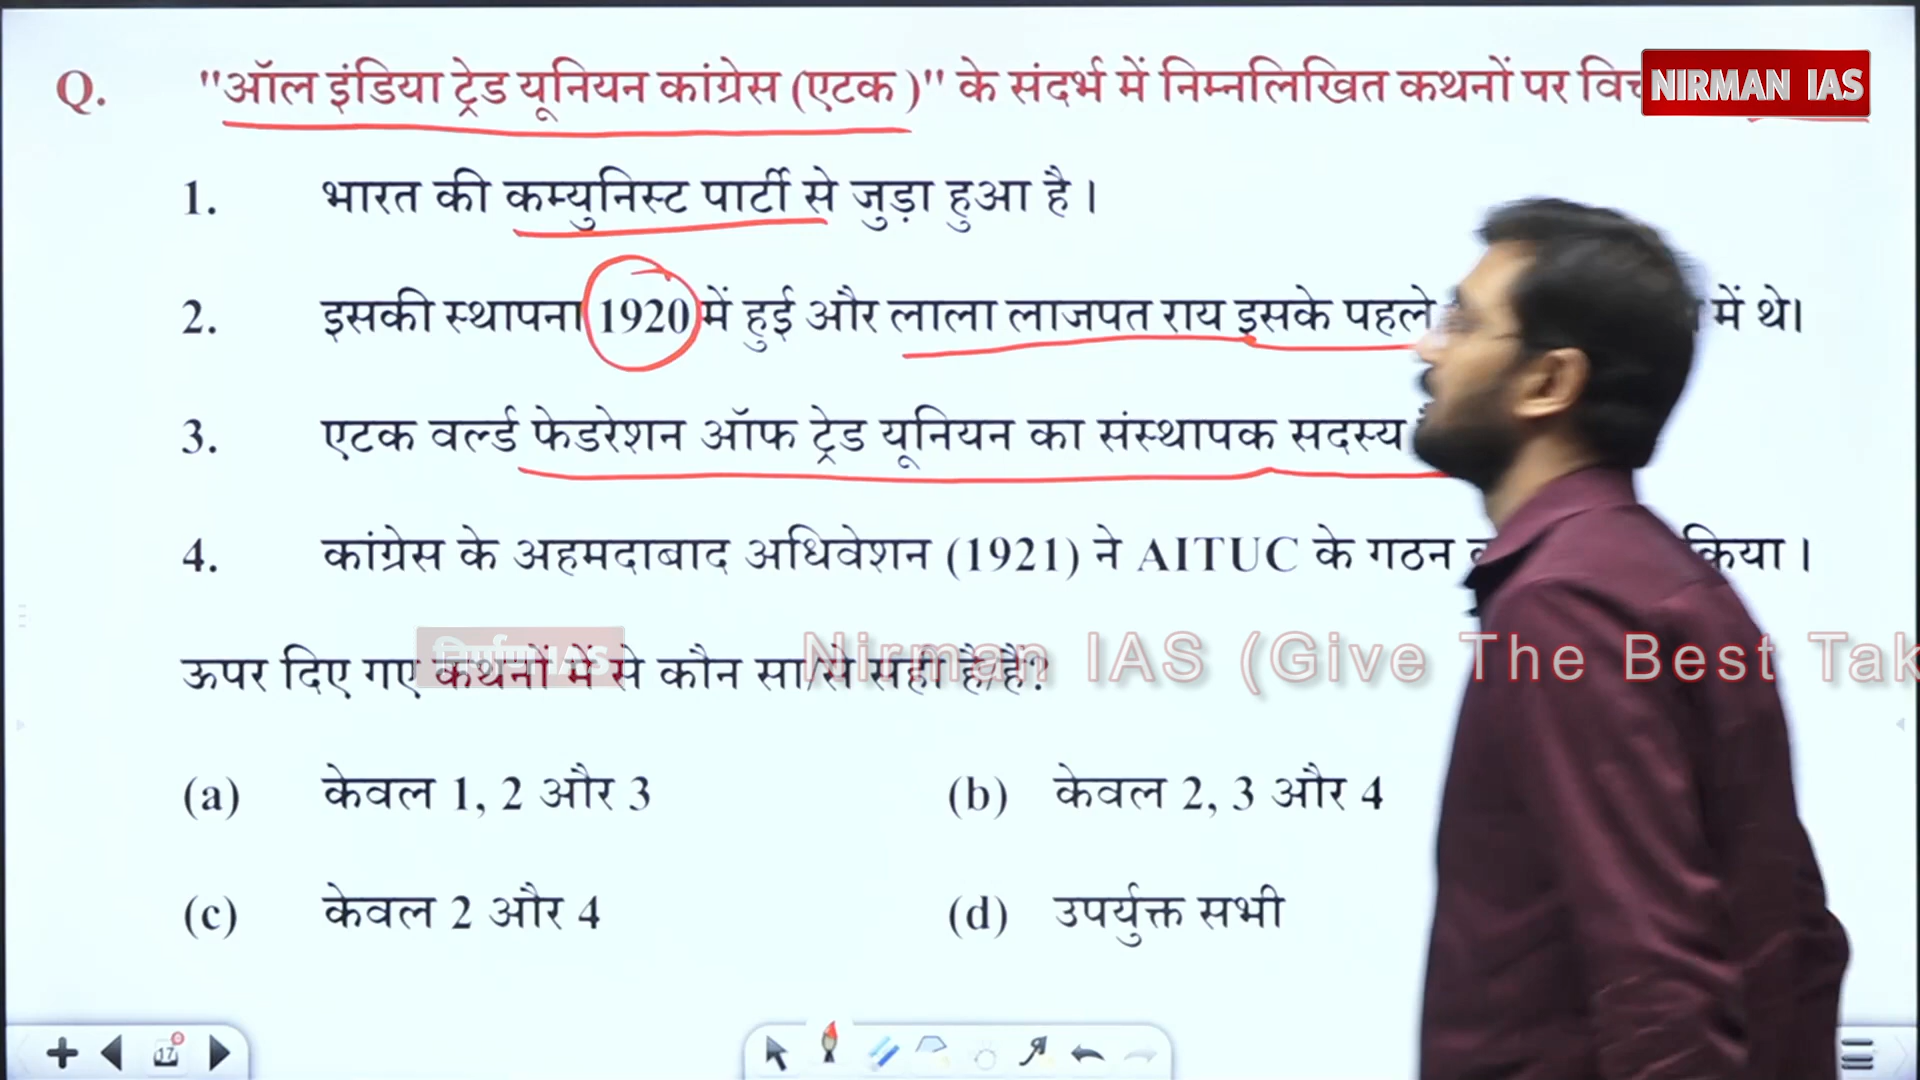 Q. "ऑल इंडिया ट्रेड यूनियन कांग्रेस (एटक )" के संदर्भ में निम्नलिखित कथनों पर
NIRMAN IAS
1. भारत की कम्युनिस्ट पार्टी से जुड़ा हुआ है।
2. इसकी स्थापना 1920 में हुई और लाला लाजपत राय इसके पहले में थे।
3. एटक वर्ल्ड फेडरेशन ऑफ ट्रेड यूनियन का संस्थापक सदस्य
4. कांग्रेस के अहमदाबाद अधिवेशन (1921) ने AITUC के गठन किया।
ऊपर दिए गए कथनों में से कौन सा/से सही है/हैं?
निर्माण IAS
Nirman IAS (Give The Best Tak
(a) केवल 1, 2 और 3 (b) केवल 2, 3 और 4
(c) केवल 2 और 4 (d) उपर्युक्त सभी
17